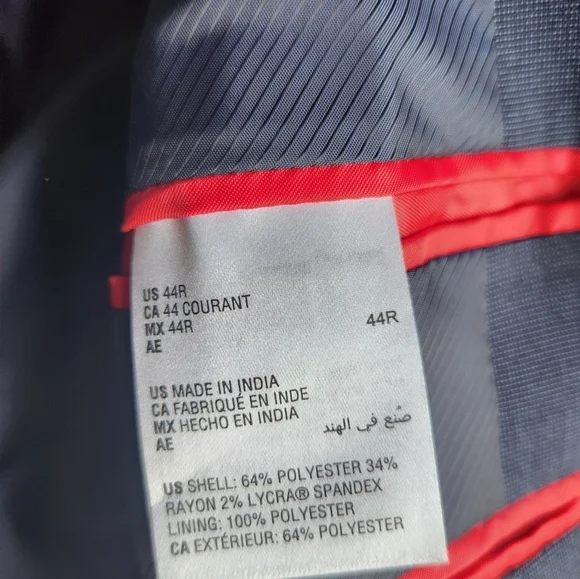 US 44R
CA 44 COURANT
MX 44R
AE 44R
US MADE IN INDIA
CA FABRIQUÉ EN INDE
MX HECHO EN INDIA
AE صُنع في الهند
US SHELL: 64% POLYESTER 34%
RAYON 2% LYCRA® SPANDEX
LINING: 100% POLYESTER
CA EXTÉRIEUR: 64% POLYESTER